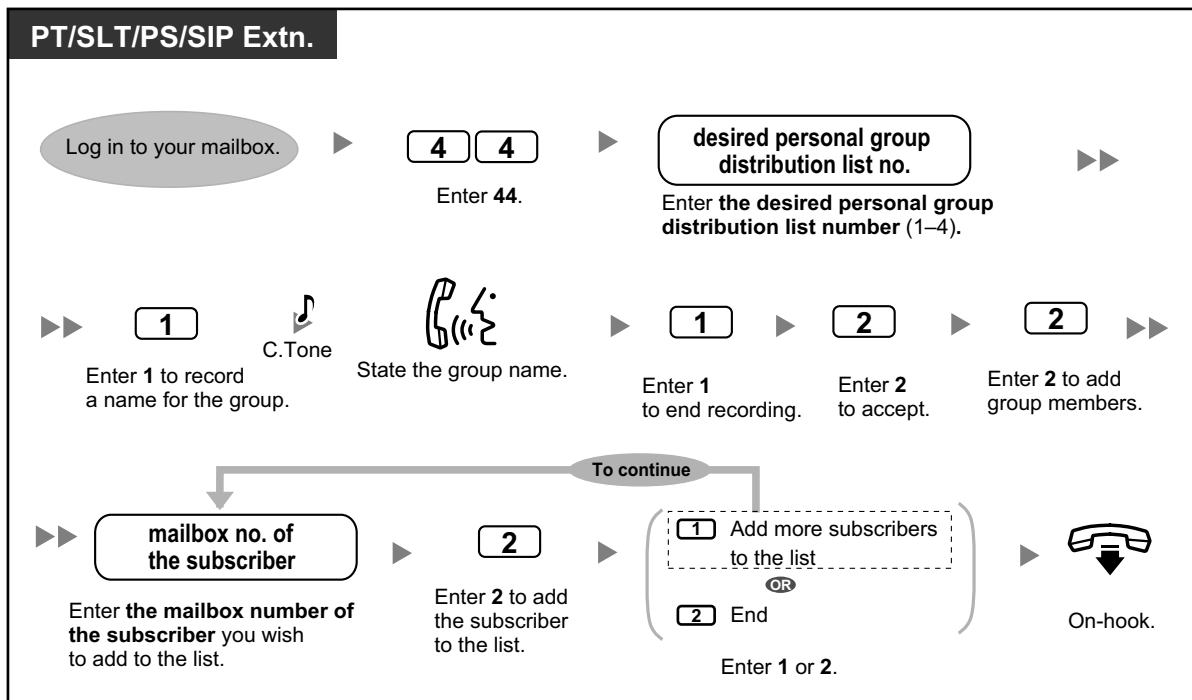 PT/SLT/PS/SIP Extn.
Log in to your mailbox.
4 4
Enter 44.
desired personal group
distribution list no.
Enter the desired personal group
distribution list number (1–4).
1
Enter 1 to record
a name for the group.
C.Tone
State the group name.
1
Enter 1
to end recording.
2
Enter 2
to accept.
2
Enter 2 to add
group members.
To continue
mailbox no. of
the subscriber
Enter the mailbox number of
the subscriber you wish
to add to the list.
2
Enter 2 to add
the subscriber
to the list.
1 Add more subscribers
to the list
OR
2 End
Enter 1 or 2.
On-hook.